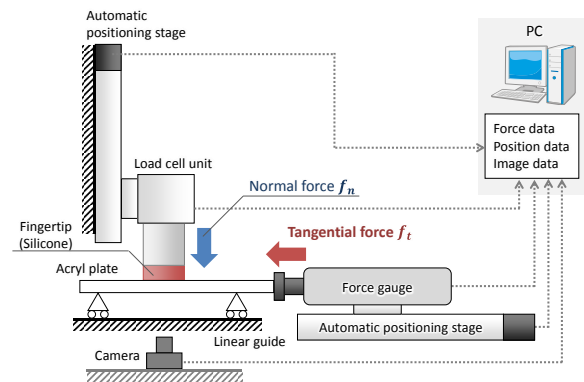 Automatic
positioning stage
PC
Force data
Position data
Image data
Load cell unit
Normal force f_n
Fingertip
(Silicone)
Tangential force f_t
Acryl plate
Force gauge
Automatic positioning stage
Linear guide
Camera